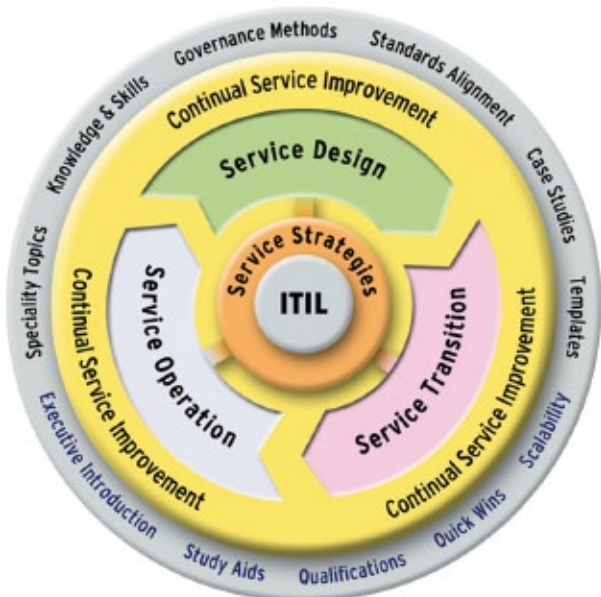 Governance Methods
Standards Alignment
Case Studies
Templates
Scalability
Quick Wins
Qualifications
Study Aids
Executive Introduction
Speciality Topics
Knowledge & Skills
Continual Service Improvement
Continual Service Improvement
Continual Service Improvement
Service Design
Service Transition
Service Operation
Service Strategies
ITIL